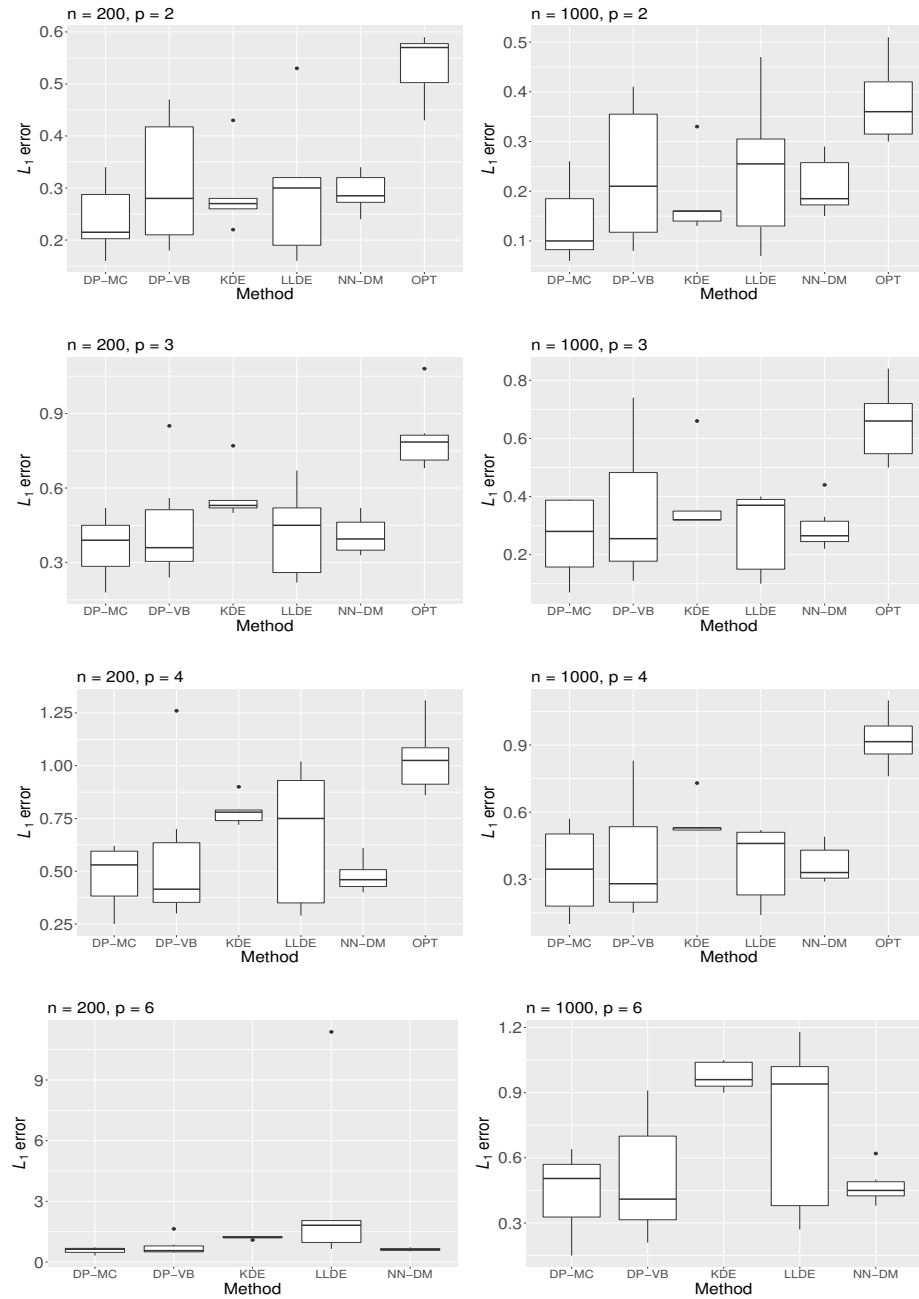 n = 200, p = 2
0.6
0.5
0.4
0.3
0.2
L1 error
DP−MC DP−VB KDE LLDE NN−DM OPT
Method
n = 1000, p = 2
0.5
0.4
0.3
0.2
0.1
L1 error
DP−MC DP−VB KDE LLDE NN−DM OPT
Method
n = 200, p = 3
0.9
0.6
0.3
L1 error
DP−MC DP−VB KDE LLDE NN−DM OPT
Method
n = 1000, p = 3
0.8
0.6
0.4
0.2
L1 error
DP−MC DP−VB KDE LLDE NN−DM OPT
Method
n = 200, p = 4
1.25
1.00
0.75
0.50
0.25
L1 error
DP−MC DP−VB KDE LLDE NN−DM OPT
Method
n = 1000, p = 4
0.9
0.6
0.3
L1 error
DP−MC DP−VB KDE LLDE NN−DM OPT
Method
n = 200, p = 6
9
6
3
0
L1 error
DP−MC DP−VB KDE LLDE NN−DM
Method
n = 1000, p = 6
1.2
0.9
0.6
0.3
L1 error
DP−MC DP−VB KDE LLDE NN−DM
Method